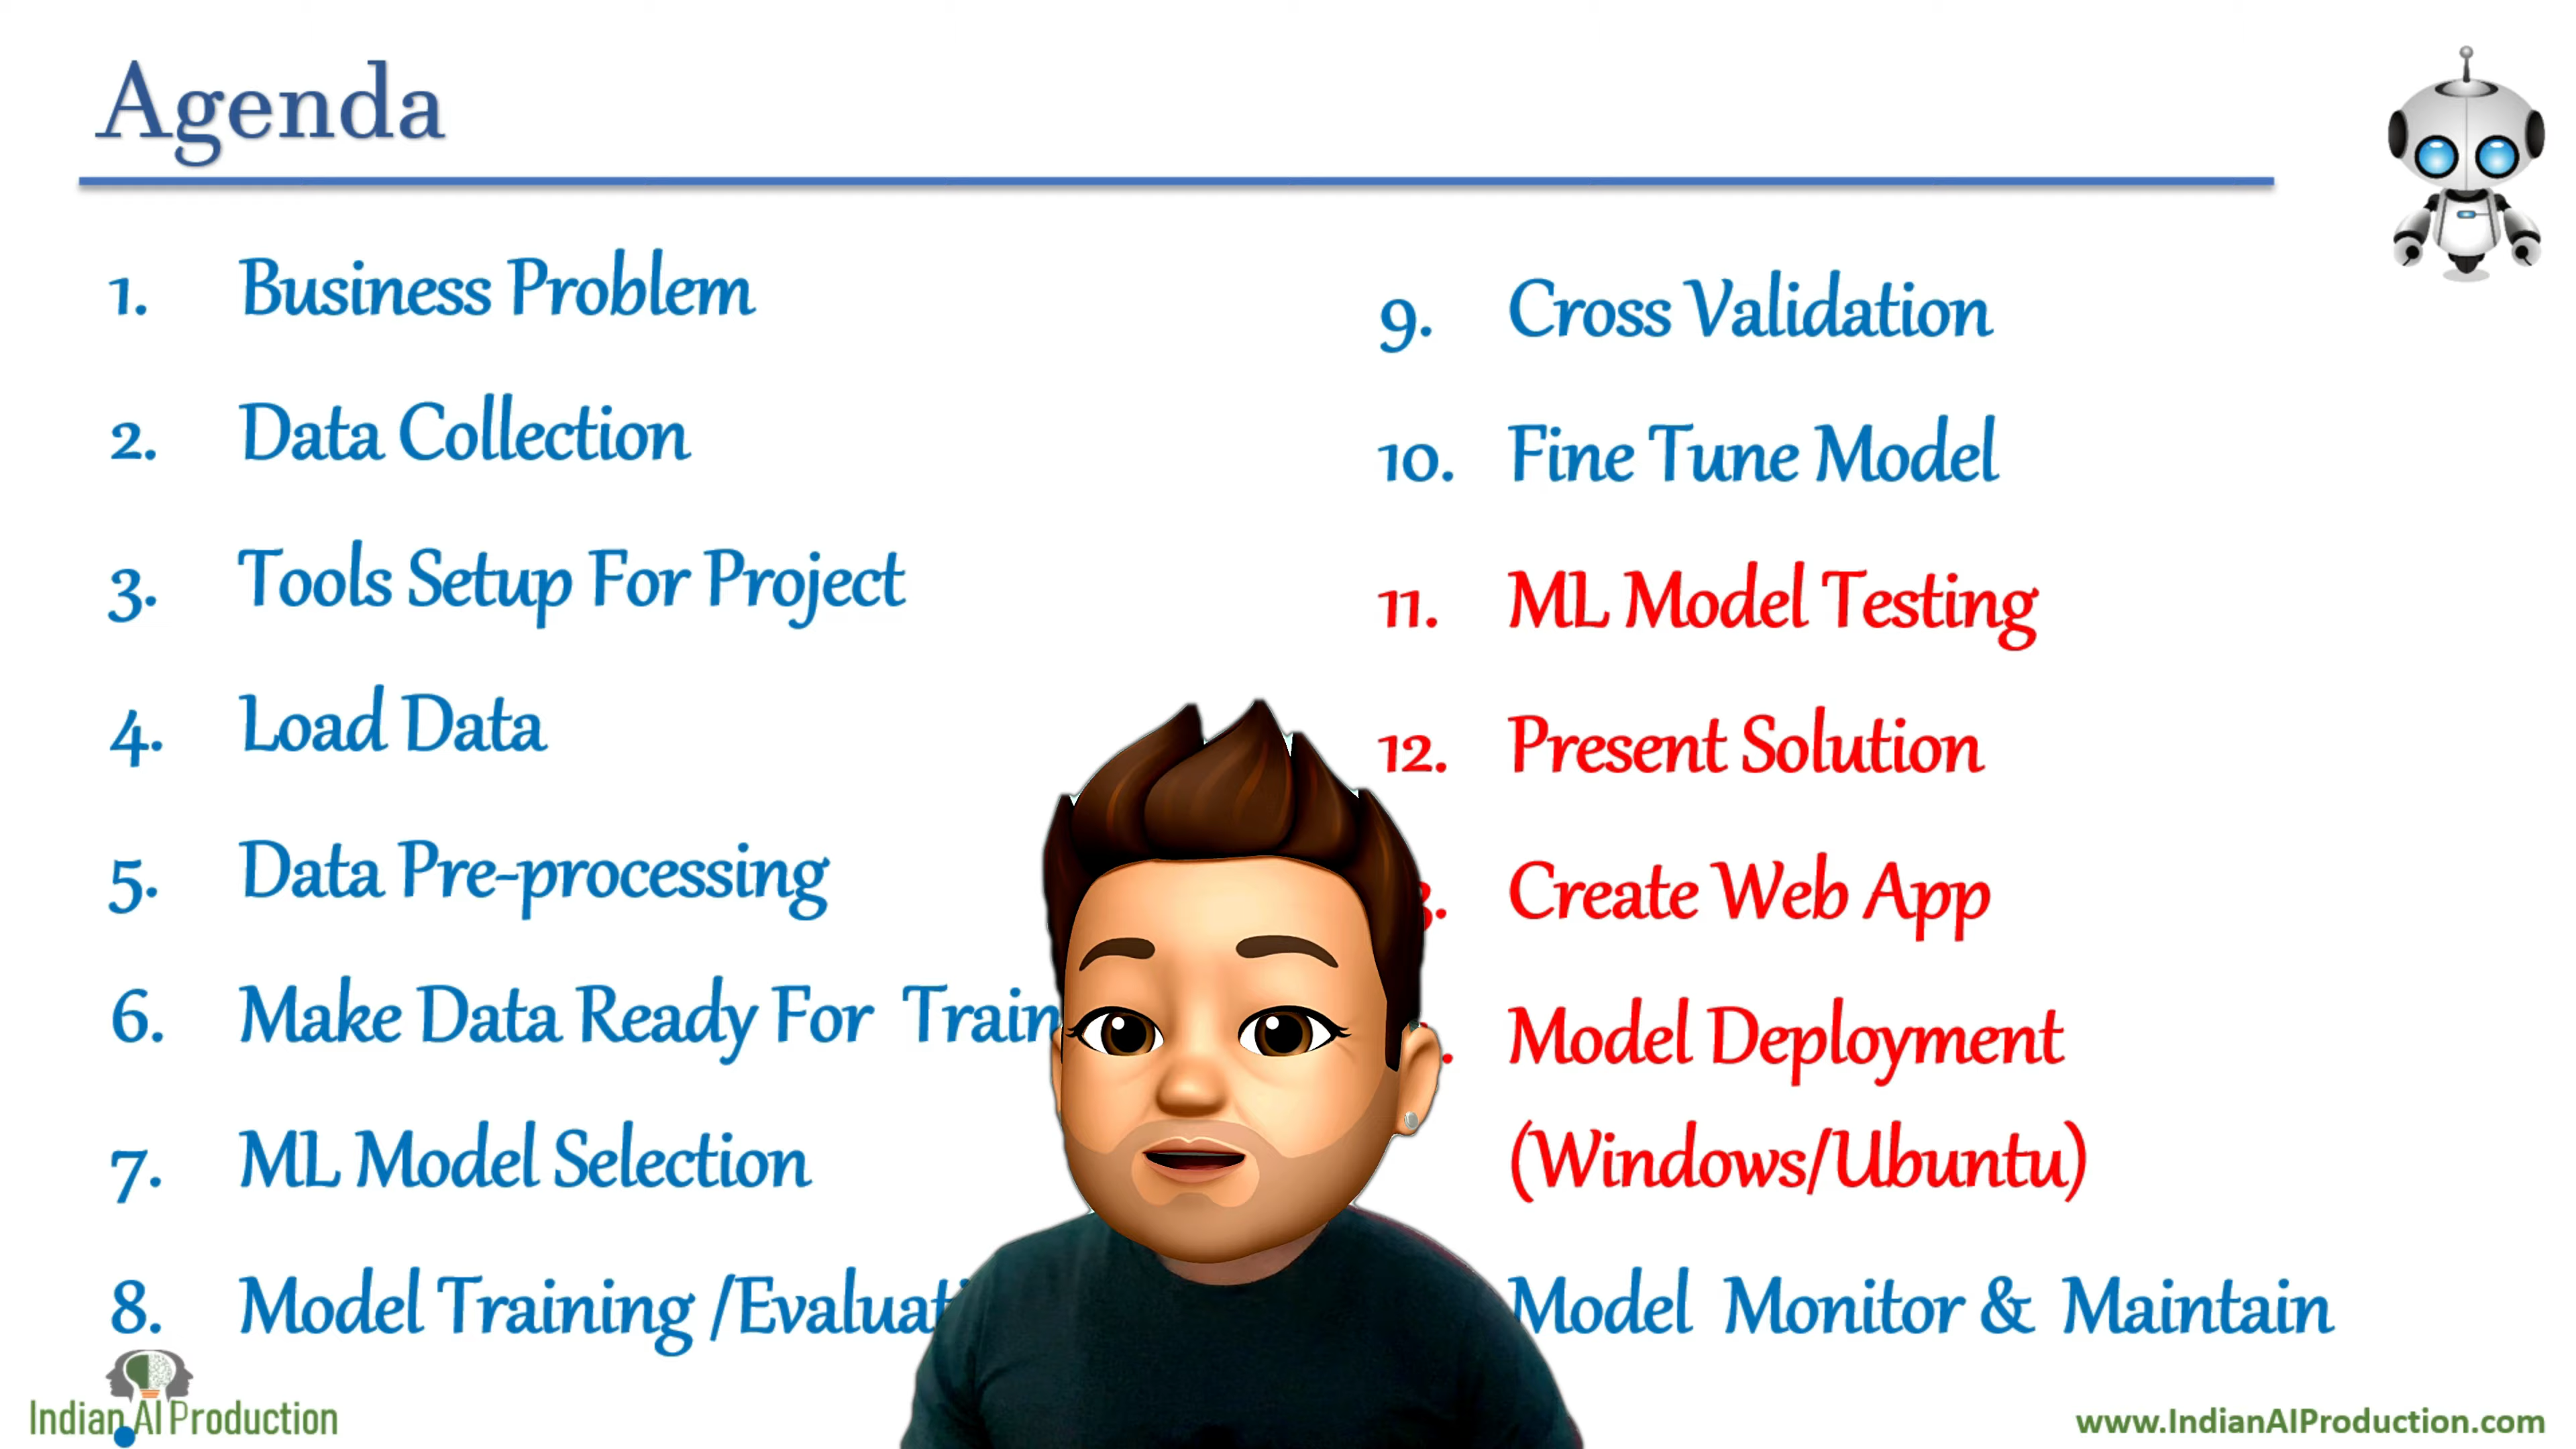 Agenda
1. Business Problem
2. Data Collection
3. Tools Setup For Project
4. Load Data
5. Data Pre-processing
6. Make Data Ready For
7. ML Model Selection
8. Model Training
9. Cross Validation
10. Fine Tune Model
11. ML Model Testing
12. Present Solution
Create Web App
Model Deployment
(Windows/Ubuntu)
Model Monitor & Maintain
Indian AI Production
www.IndianAIProduction.com